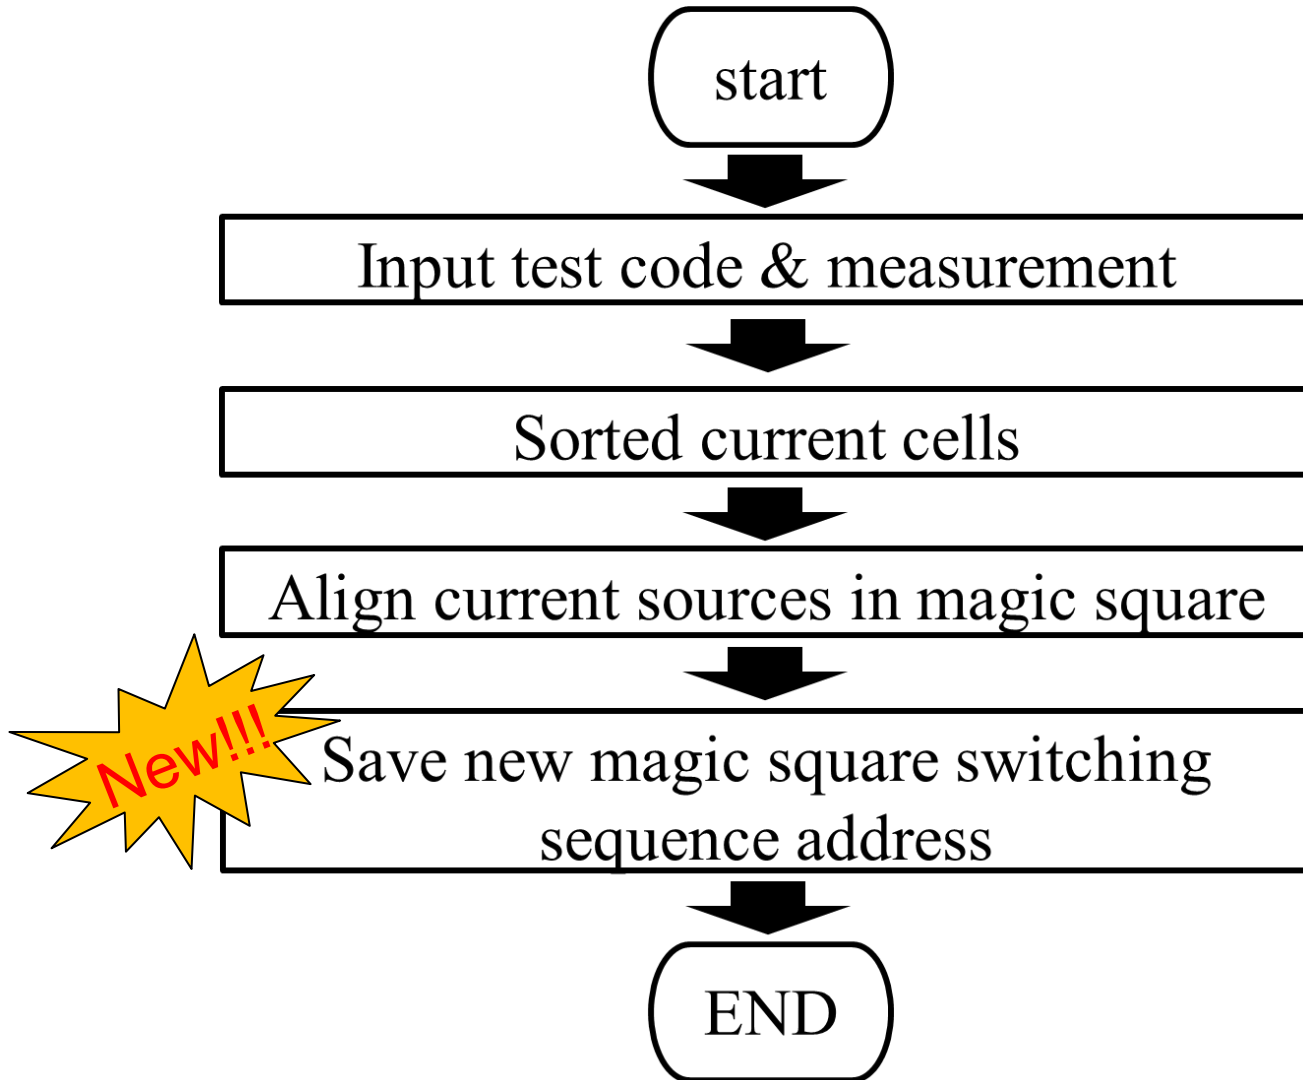 start
Input test code & measurement
Sorted current cells
Align current sources in magic square
New!!!
Save new magic square switching
sequence address
END